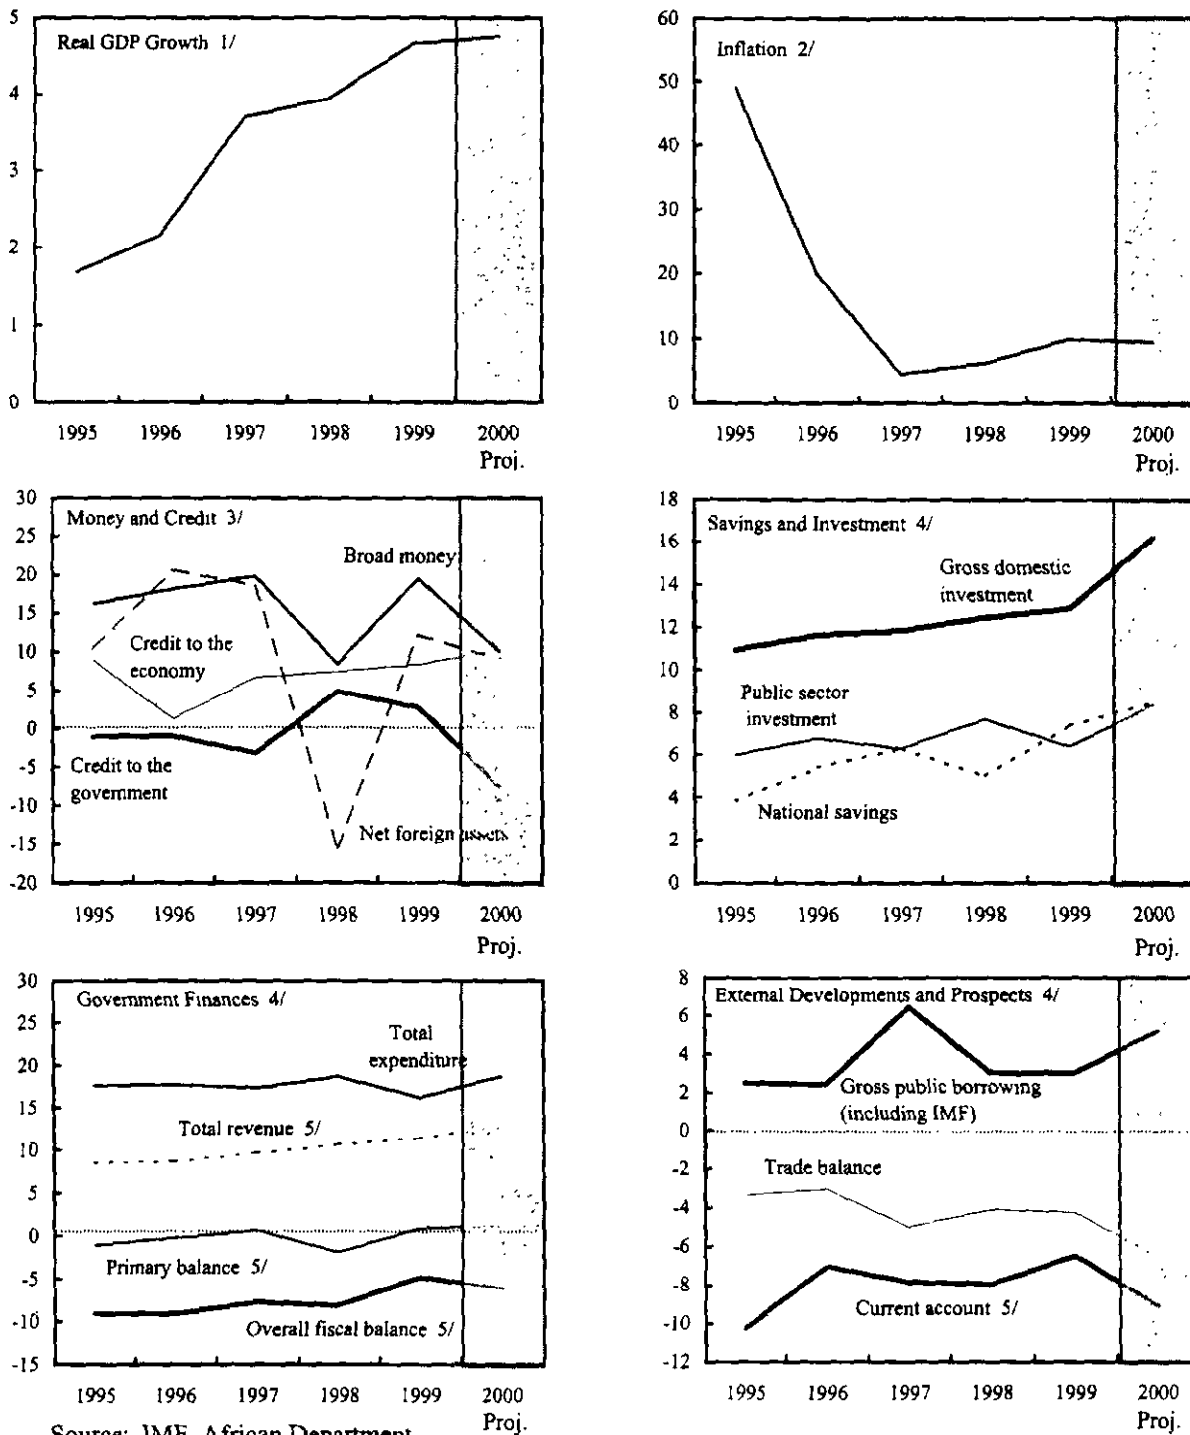 Real GDP Growth 1/
5
4
3
2
1
0
1995 1996 1997 1998 1999 2000
Proj.
Inflation 2/
60
50
40
30
20
10
0
1995 1996 1997 1998 1999 2000
Proj.
Money and Credit 3/
30
25
20
15
10
5
0
-5
-10
-15
-20
Broad money
Credit to the
economy
Credit to the
government
Net foreign assets
1995 1996 1997 1998 1999 2000
Proj.
Savings and Investment 4/
18
16
14
12
10
8
6
4
2
0
Gross domestic
investment
Public sector
investment
National savings
1995 1996 1997 1998 1999 2000
Proj.
Government Finances 4/
30
25
20
15
10
5
0
-5
-10
-15
Total
expenditure
Total revenue 5/
Primary balance 5/
Overall fiscal balance 5/
1995 1996 1997 1998 1999 2000
Proj.
External Developments and Prospects 4/
8
6
4
2
0
-2
-4
-6
-8
-10
-12
Gross public borrowing
(including IMF)
Trade balance
Current account 5/
1995 1996 1997 1998 1999 2000
Proj.
Source: IMF, African Department